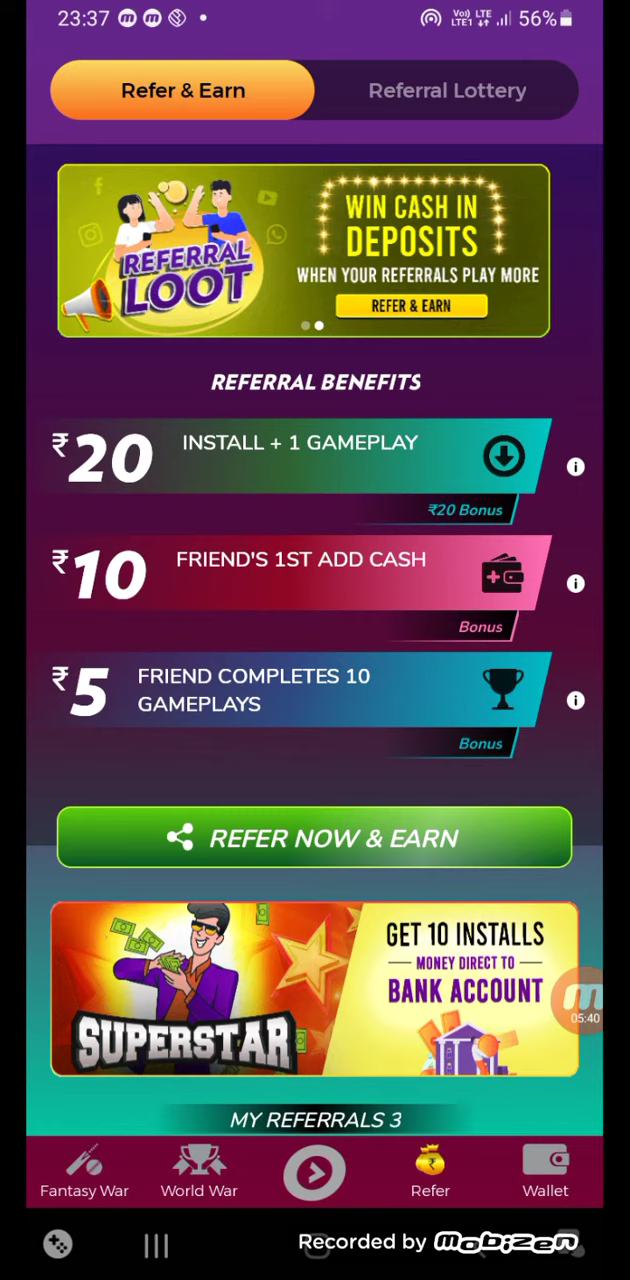 23:37
Vo) LTE
LTE1
56%
Refer & Earn
Referral Lottery
REFERRAL
LOOT
WIN CASH IN
DEPOSITS
WHEN YOUR REFERRALS PLAY MORE
REFER & EARN
REFERRAL BENEFITS
₹20
INSTALL + 1 GAMEPLAY
₹20 Bonus
₹10
FRIEND'S 1ST ADD CASH
Bonus
₹5
FRIEND COMPLETES 10
GAMEPLAYS
Bonus
REFER NOW & EARN
SUPERSTAR
GET 10 INSTALLS
MONEY DIRECT TO
BANK ACCOUNT
05:40
MY REFERRALS 3
Fantasy War
World War
Refer
Wallet
Recorded by mobizen